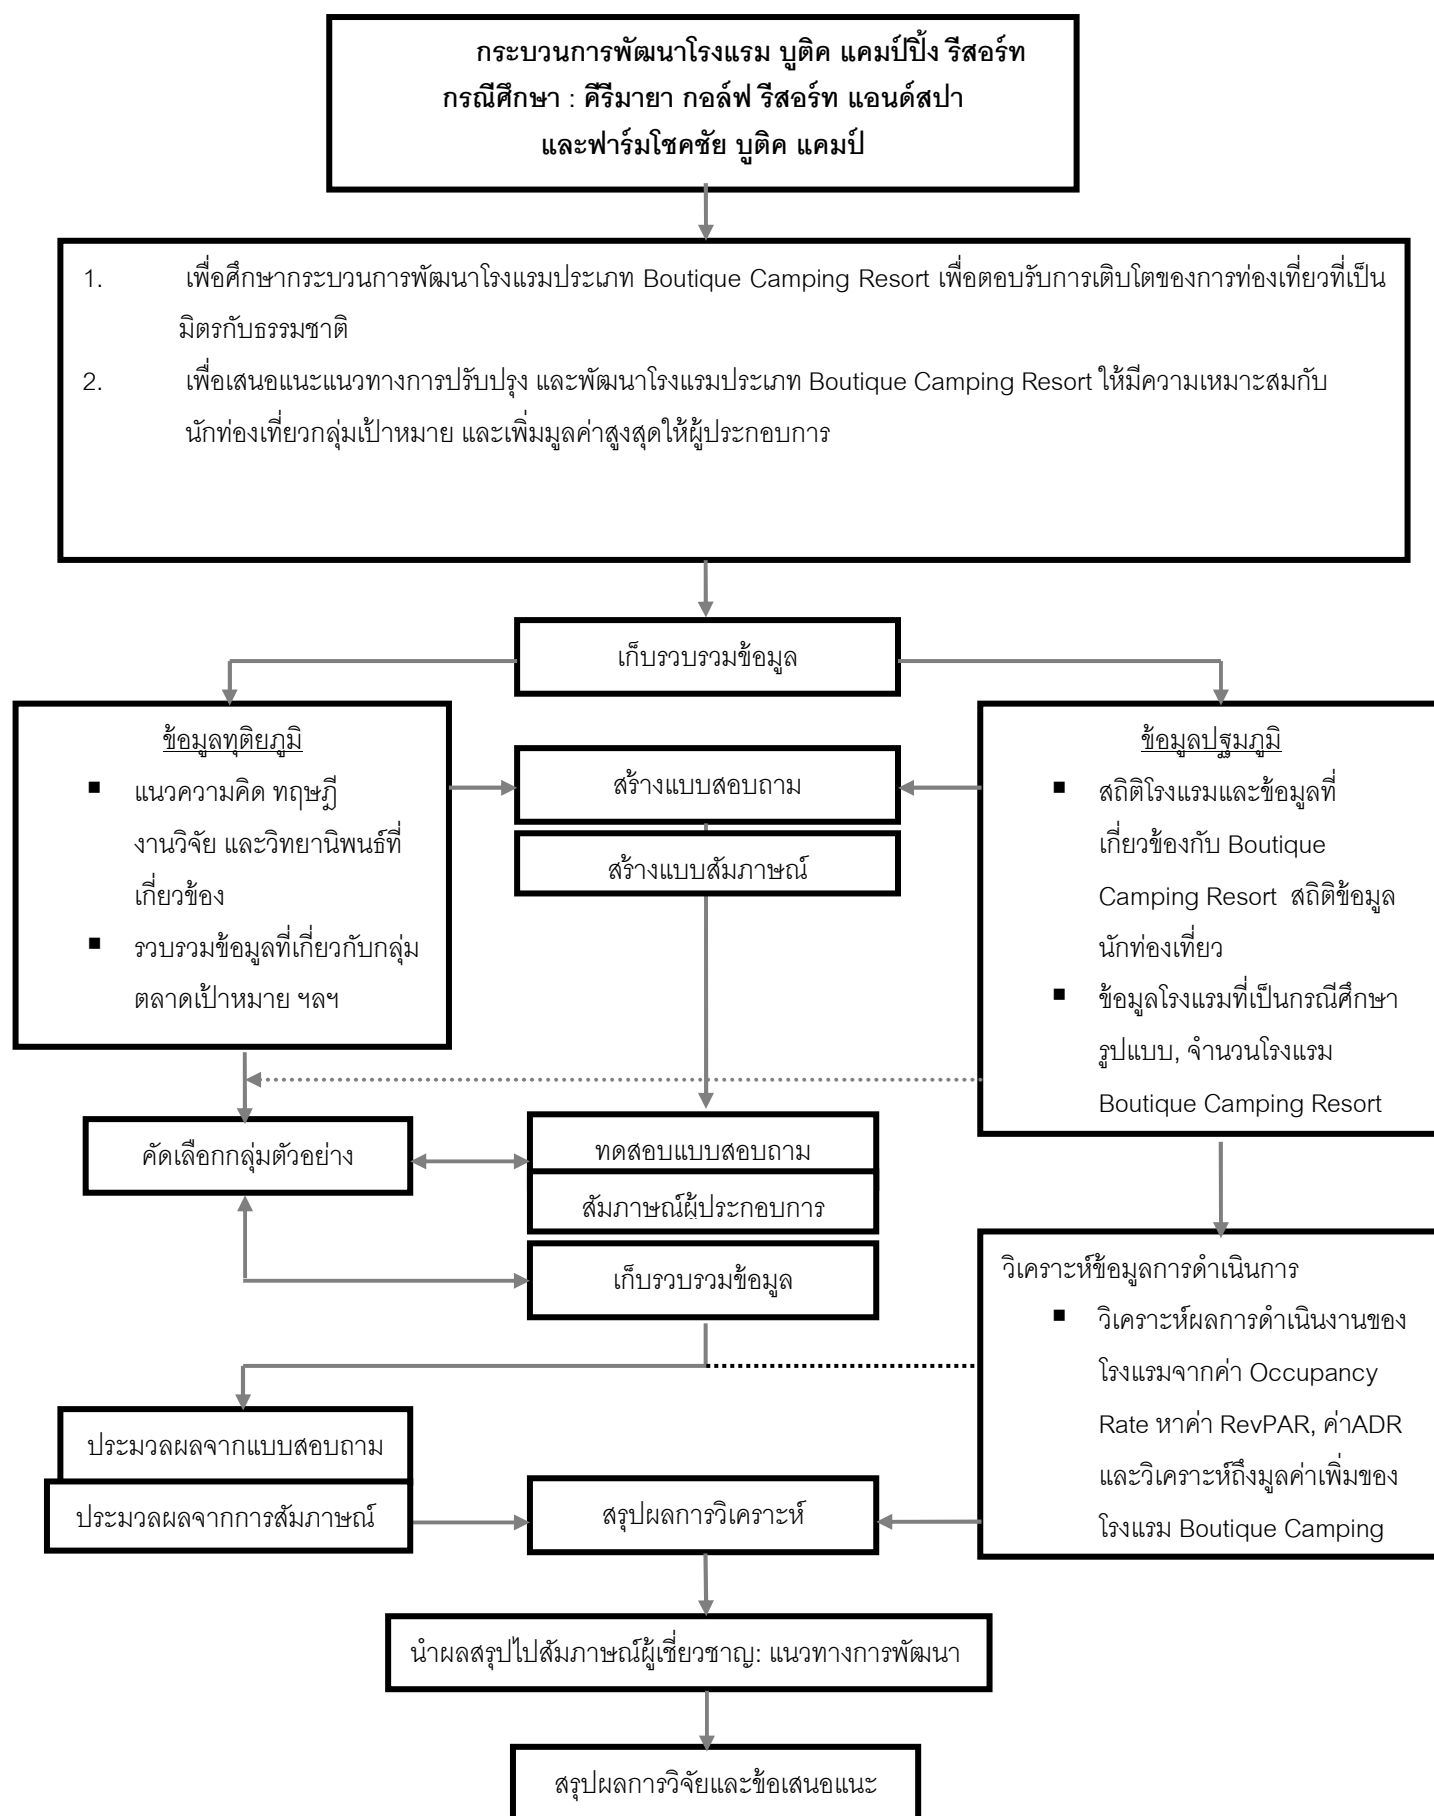 กระบวนการพัฒนาโรงแรม บูติค แคมป์ปิ้ง รีสอร์ท
กรณีศึกษา : คีรีมายา กอล์ฟ รีสอร์ท แอนด์สปา
และฟาร์มโชคชัย บูติค แคมป์
1. เพื่อศึกษากระบวนการพัฒนาโรงแรมประเภท Boutique Camping Resort เพื่อตอบรับการเติบโตของการท่องเที่ยวที่เป็น
มิตรกับธรรมชาติ
2. เพื่อเสนอแนะแนวทางการปรับปรุง และพัฒนาโรงแรมประเภท Boutique Camping Resort ให้มีความเหมาะสมกับ
นักท่องเที่ยวกลุ่มเป้าหมาย และเพิ่มมูลค่าสูงสุดให้ผู้ประกอบการ
เก็บรวบรวมข้อมูล
ข้อมูลทุติยภูมิ
■ แนวความคิด ทฤษฎี
งานวิจัย และวิทยานิพนธ์ที่
เกี่ยวข้อง
■ รวบรวมข้อมูลที่เกี่ยวกับกลุ่ม
ตลาดเป้าหมาย ฯลฯ
สร้างแบบสอบถาม
สร้างแบบสัมภาษณ์
ข้อมูลปฐมภูมิ
■ สถิติโรงแรมและข้อมูลที่
เกี่ยวข้องกับ Boutique
Camping Resort สถิติข้อมูล
นักท่องเที่ยว
■ ข้อมูลโรงแรมที่เป็นกรณีศึกษา
รูปแบบ, จำนวนโรงแรม
Boutique Camping Resort
คัดเลือกกลุ่มตัวอย่าง
ทดสอบแบบสอบถาม
สัมภาษณ์ผู้ประกอบการ
เก็บรวบรวมข้อมูล
วิเคราะห์ข้อมูลการดำเนินการ
■ วิเคราะห์ผลการดำเนินงานของ
โรงแรมจากค่า Occupancy
Rate หาค่า RevPAR, ค่าADR
และวิเคราะห์ถึงมูลค่าเพิ่มของ
โรงแรม Boutique Camping
ประมวลผลจากแบบสอบถาม
ประมวลผลจากการสัมภาษณ์
สรุปผลการวิเคราะห์
นำผลสรุปไปสัมภาษณ์ผู้เชี่ยวชาญ: แนวทางการพัฒนา
สรุปผลการวิจัยและข้อเสนอแนะ